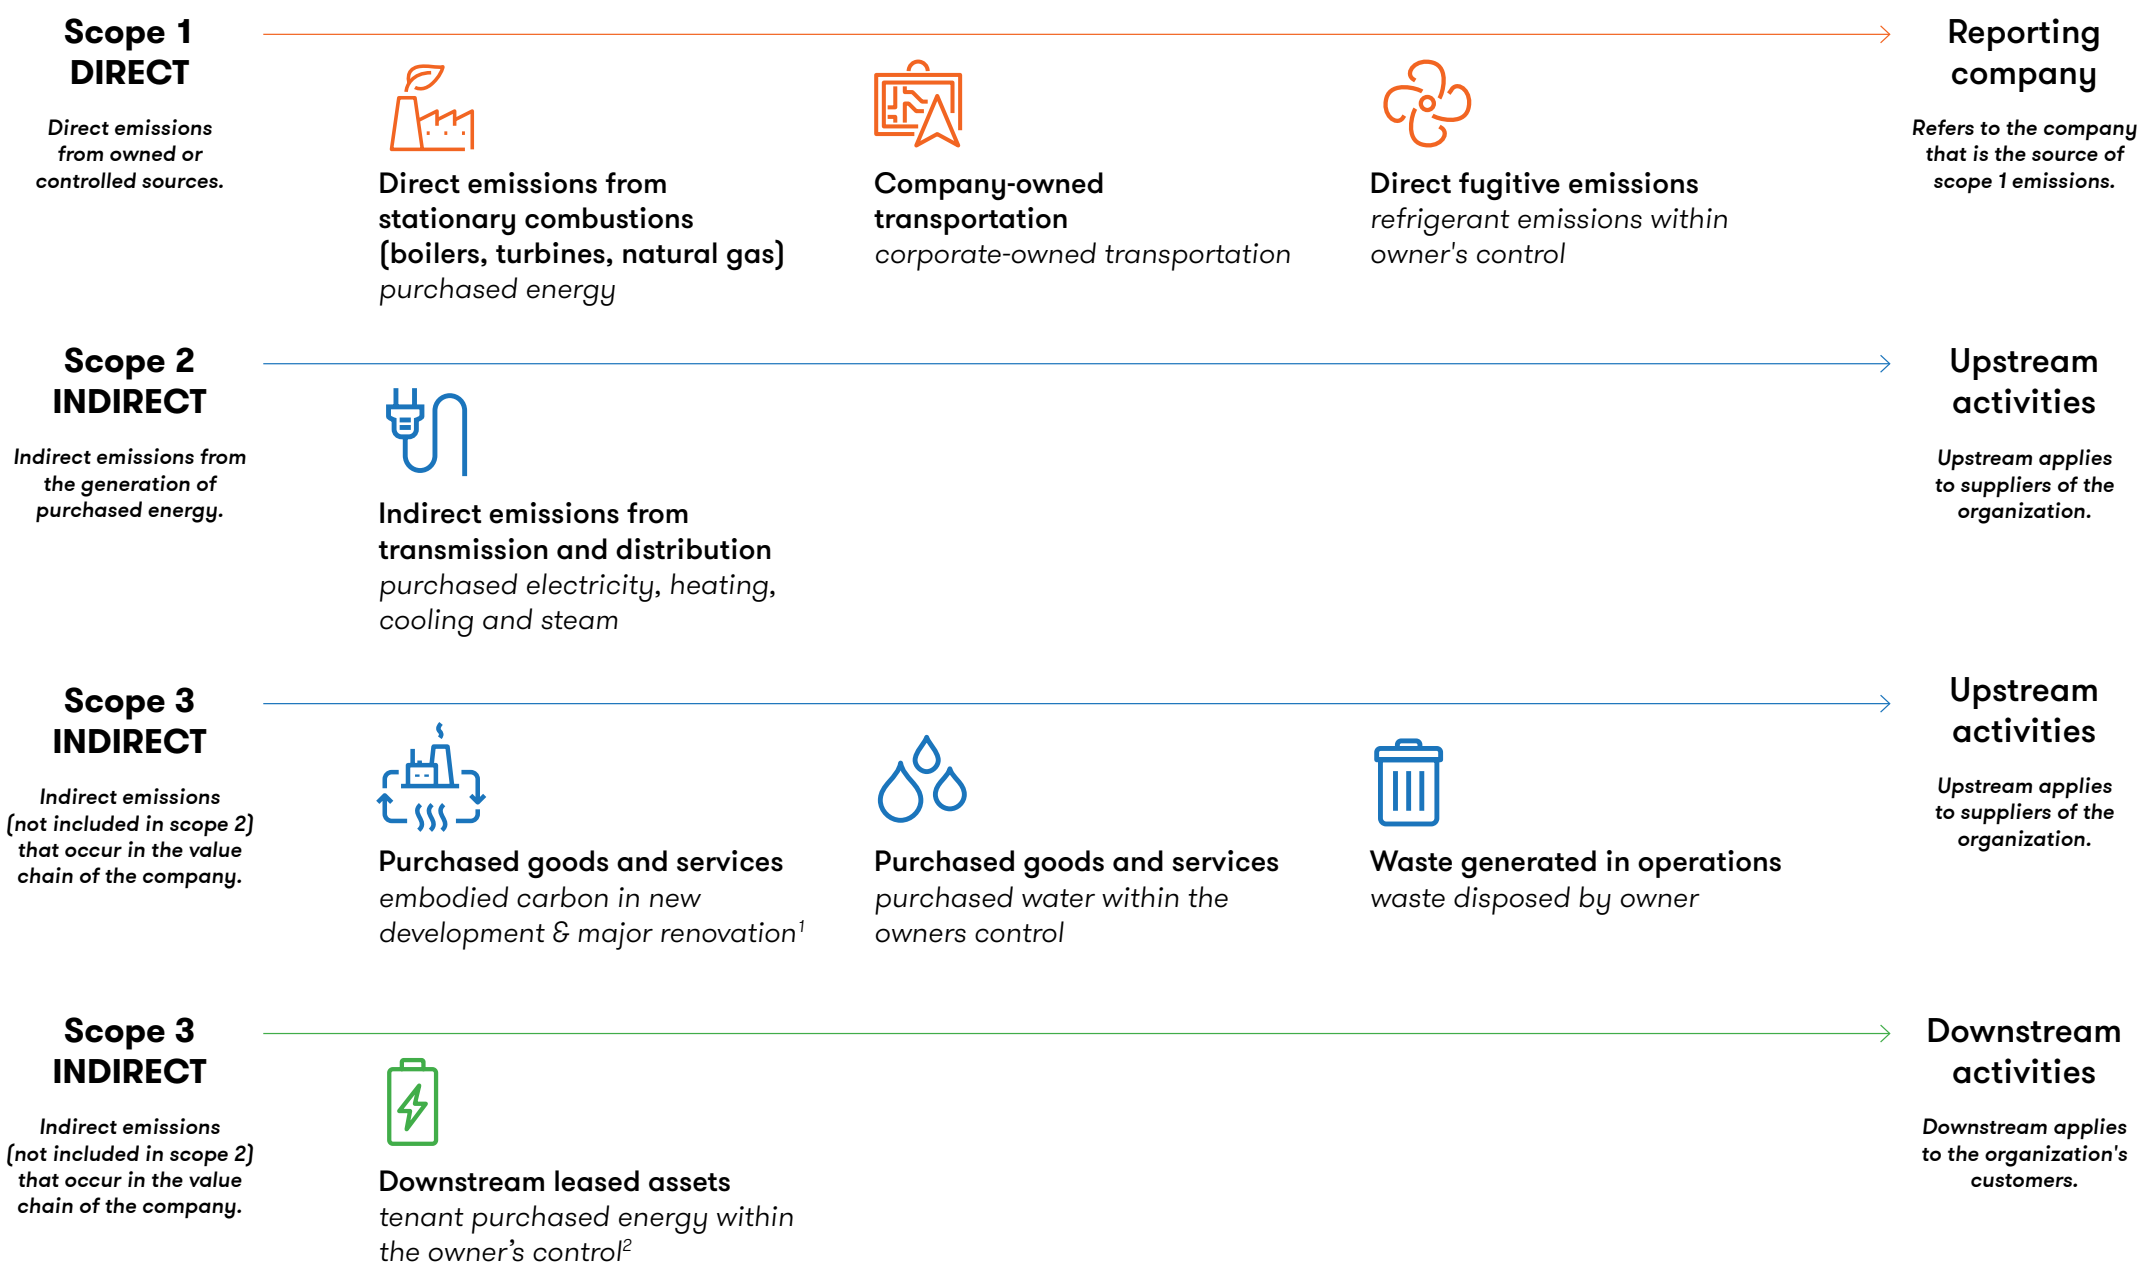 Scope 1
DIRECT
Direct emissions
from owned or
controlled sources.
Direct emissions from
stationary combustions
(boilers, turbines, natural gas)
purchased energy
Company-owned
transportation
corporate-owned transportation
Direct fugitive emissions
refrigerant emissions within
owner's control
Reporting
company
Refers to the company
that is the source of
scope 1 emissions.
Scope 2
INDIRECT
Indirect emissions from
the generation of
purchased energy.
Indirect emissions from
transmission and distribution
purchased electricity, heating,
cooling and steam
Upstream
activities
Upstream applies
to suppliers of the
organization.
Scope 3
INDIRECT
Indirect emissions
(not included in scope 2)
that occur in the value
chain of the company.
Purchased goods and services
embodied carbon in new
development & major renovation¹
Purchased goods and services
purchased water within the
owners control
Waste generated in operations
waste disposed by owner
Upstream
activities
Upstream applies
to suppliers of the
organization.
Scope 3
INDIRECT
Indirect emissions
(not included in scope 2)
that occur in the value
chain of the company.
Downstream leased assets
tenant purchased energy within
the owner’s control²
Downstream
activities
Downstream applies
to the organization's
customers.